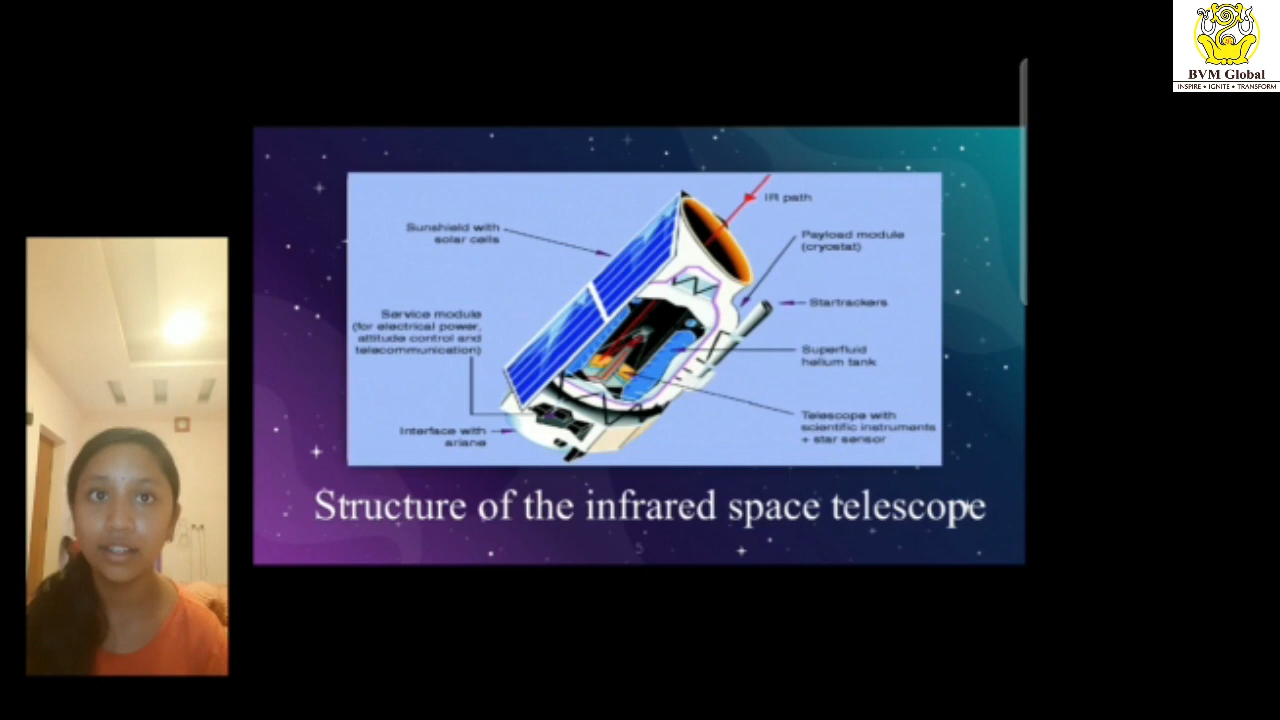 BVM Global
INSPIRE • IGNITE • TRANSFORM
IR path
Sunshield with
solar cells
Payload module
(cryostat)
Startrackers
Service module
(for electrical power,
attitude control and
telecommunication)
Superfluid
helium tank
Telescope with
scientific instruments
+ star sensor
Interface with
ariane
Structure of the infrared space telescope
5